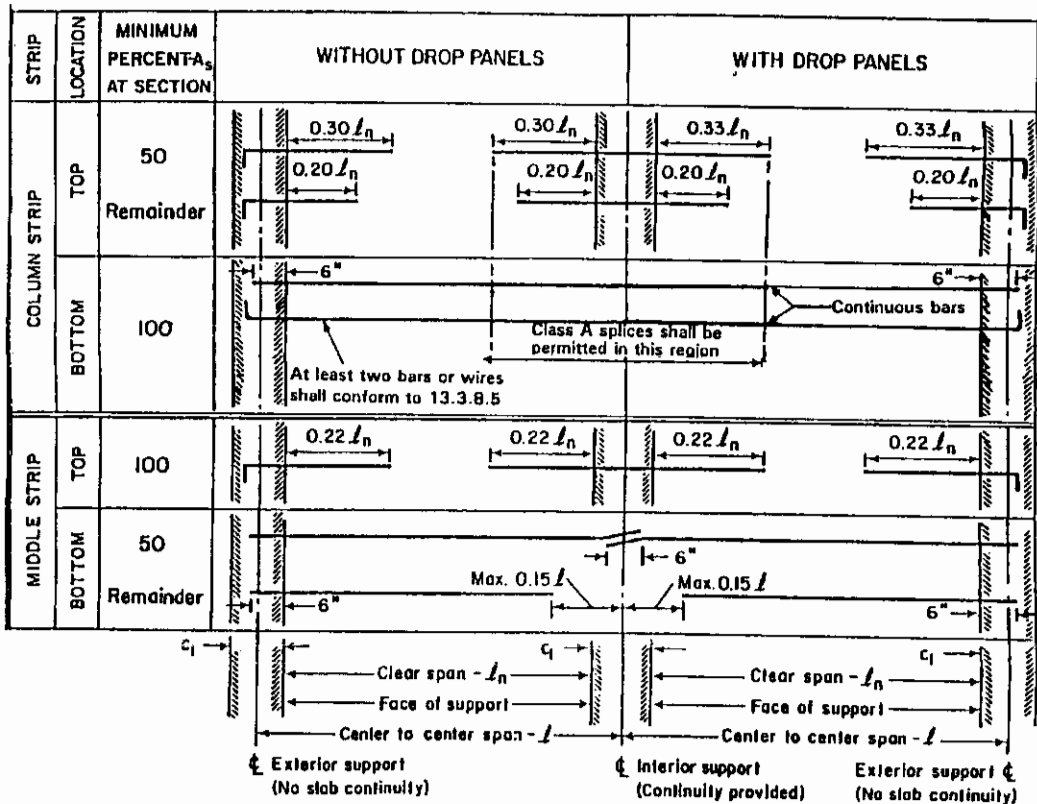 STRIP
LOCATION
MINIMUM
PERCENT-As
AT SECTION
WITHOUT DROP PANELS
WITH DROP PANELS
COLUMN STRIP
TOP
50
Remainder
0.30 ℓn
0.30 ℓn
0.33 ℓn
0.33 ℓn
0.20 ℓn
0.20 ℓn
0.20 ℓn
0.20 ℓn
BOTTOM
100
6"
6"
Continuous bars
Class A splices shall be
permitted in this region
At least two bars or wires
shall conform to 13.3.8.5
MIDDLE STRIP
TOP
100
0.22 ℓn
0.22 ℓn
0.22 ℓn
0.22 ℓn
BOTTOM
50
Remainder
6"
Max. 0.15 ℓ
Max. 0.15 ℓ
6"
6"
c1
c1
c1
Clear span - ℓn
Clear span - ℓn
Face of support
Face of support
Center to center span - ℓ
Center to center span - ℓ
℄ Exterior support
(No slab continuity)
℄ Interior support
(Continuity provided)
Exterior support ℄
(No slab continuity)